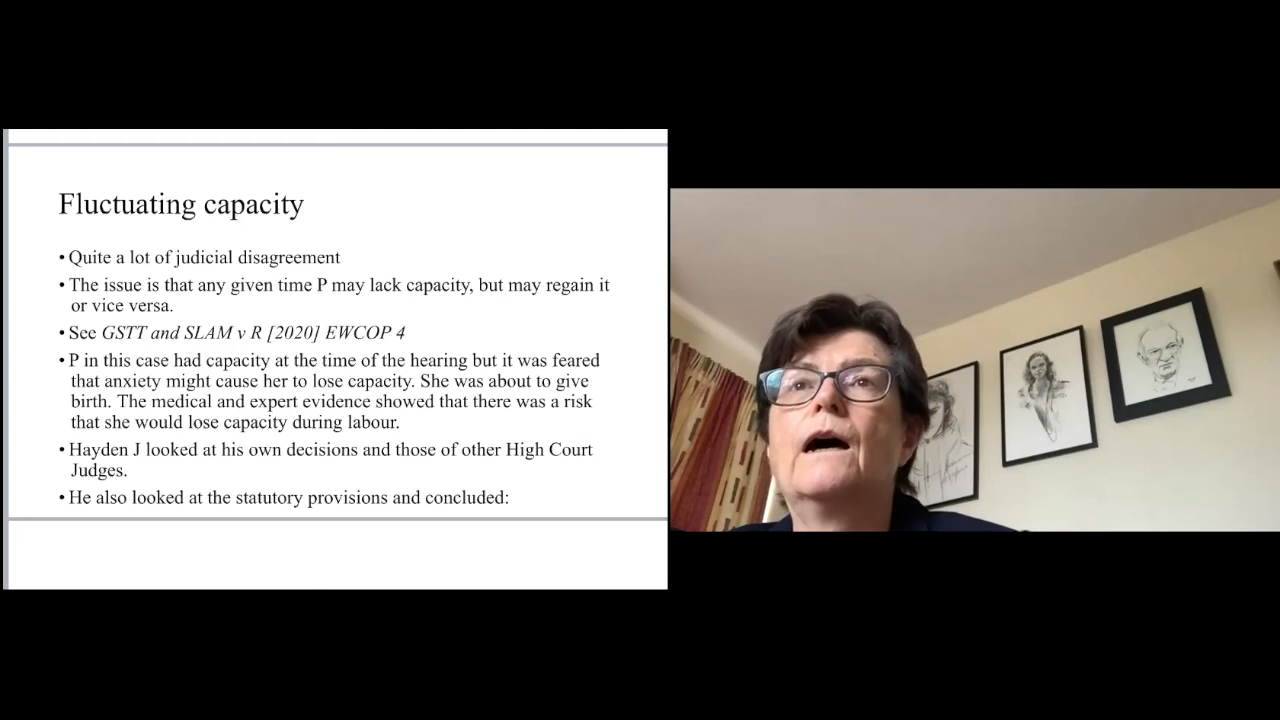 Fluctuating capacity
• Quite a lot of judicial disagreement
• The issue is that any given time P may lack capacity, but may regain it
or vice versa.
• See GSTT and SLAM v R [2020] EWCOP 4
• P in this case had capacity at the time of the hearing but it was feared
that anxiety might cause her to lose capacity. She was about to give
birth. The medical and expert evidence showed that there was a risk
that she would lose capacity during labour.
• Hayden J looked at his own decisions and those of other High Court
Judges.
• He also looked at the statutory provisions and concluded: